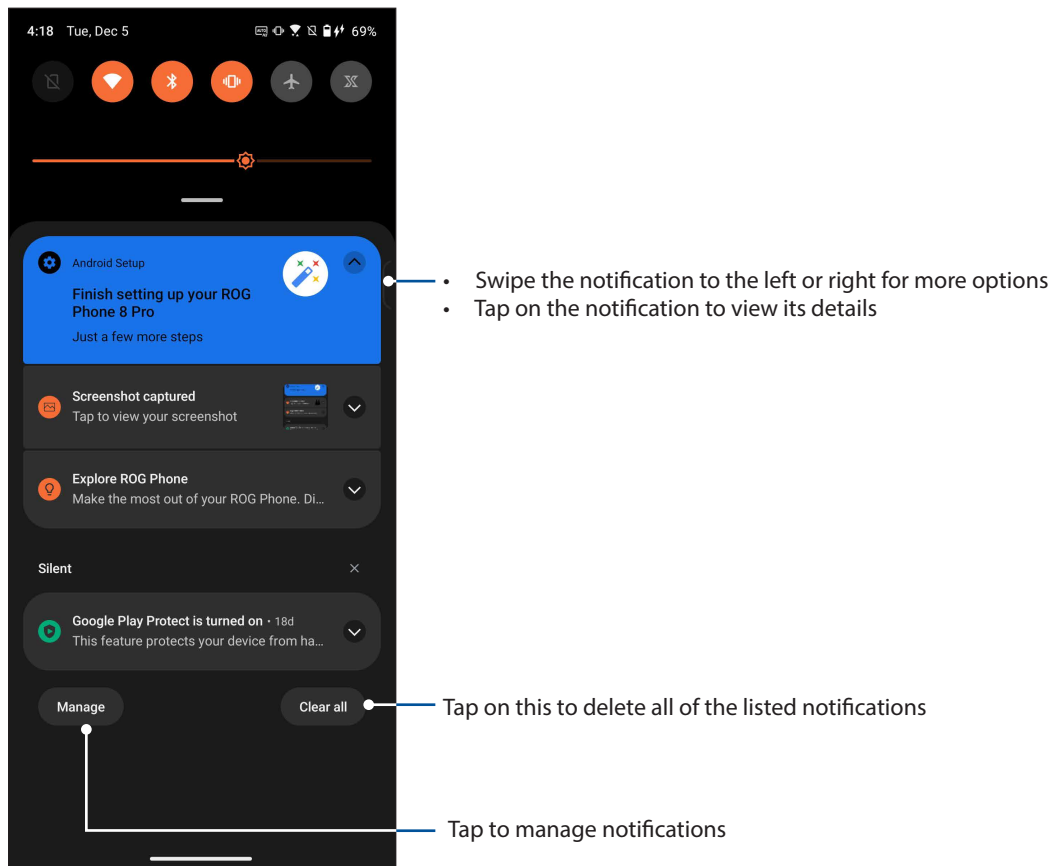 4:18 Tue, Dec 5 69%
Android Setup
Finish setting up your ROG
Phone 8 Pro
Just a few more steps
• Swipe the notification to the left or right for more options
• Tap on the notification to view its details
Screenshot captured
Tap to view your screenshot
Explore ROG Phone
Make the most out of your ROG Phone. Di...
Silent
Google Play Protect is turned on • 18d
This feature protects your device from ha...
Manage
Clear all
Tap on this to delete all of the listed notifications
Tap to manage notifications